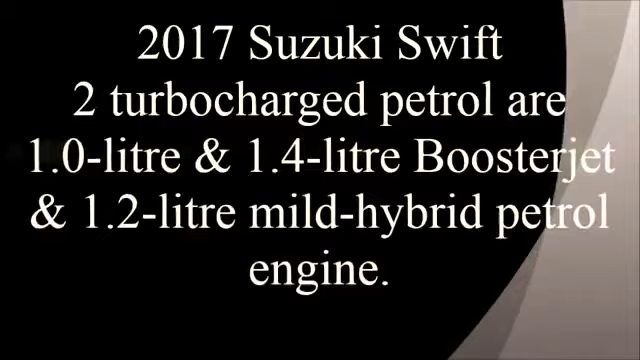 2017 Suzuki Swift
2 turbocharged petrol are
1.0-litre & 1.4-litre Boosterjet
& 1.2-litre mild-hybrid petrol
engine.